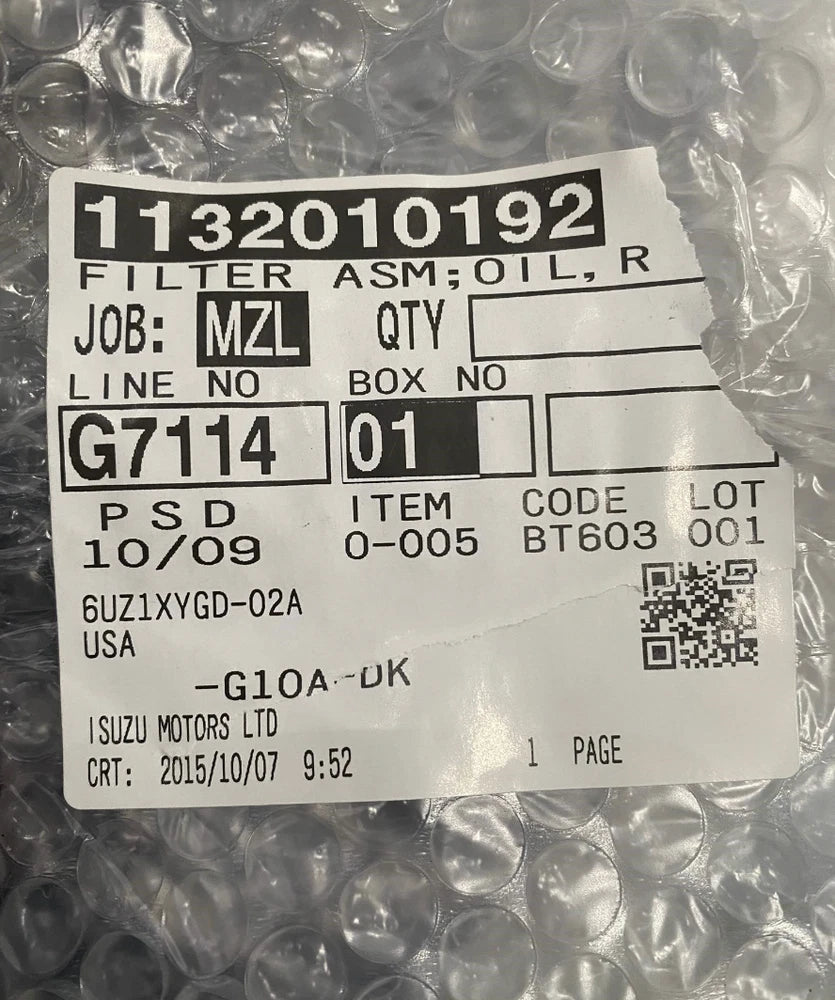 1132010192
FILTER ASM;OIL, R
JOB: MZL QTY
LINE NO BOX NO
G7114 01
PSD ITEM CODE LOT
10/09 0-005 BT603 001
6UZ1XYGD-02A
USA
-G10A--DK
ISUZU MOTORS LTD
CRT: 2015/10/07 9:52 1 PAGE